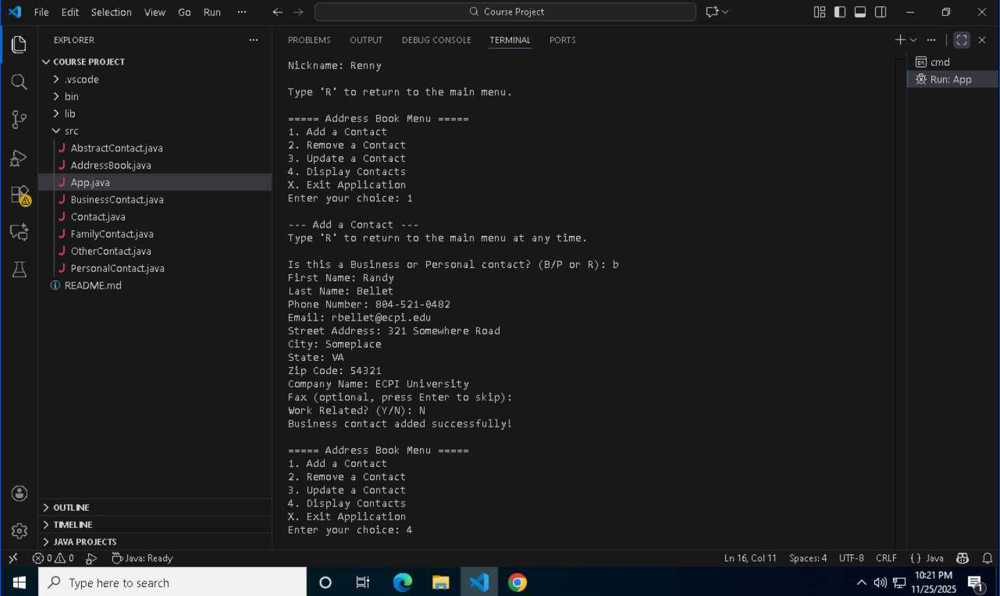 File Edit Selection View Go Run ··· Course Project
EXPLORER ···
COURSE PROJECT
.vscode
bin
lib
src
AbstractContact.java
AddressBook.java
App.java
BusinessContact.java
Contact.java
FamilyContact.java
OtherContact.java
PersonalContact.java
README.md
OUTLINE
TIMELINE
JAVA PROJECTS
PROBLEMS OUTPUT DEBUG CONSOLE TERMINAL PORTS
Nickname: Renny
Type 'R' to return to the main menu.
===== Address Book Menu =====
1. Add a Contact
2. Remove a Contact
3. Update a Contact
4. Display Contacts
X. Exit Application
Enter your choice: 1
--- Add a Contact ---
Type 'R' to return to the main menu at any time.
Is this a Business or Personal contact? (B/P or R): b
First Name: Randy
Last Name: Bellet
Phone Number: 804-521-0482
Email: rbellet@ecpi.edu
Street Address: 321 Somewhere Road
City: Someplace
State: VA
Zip Code: 54321
Company Name: ECPI University
Fax (optional, press Enter to skip):
Work Related? (Y/N): N
Business contact added successfully!
===== Address Book Menu =====
1. Add a Contact
2. Remove a Contact
3. Update a Contact
4. Display Contacts
X. Exit Application
Enter your choice: 4
cmd
Run: App
0 0 Java: Ready Ln 16, Col 11 Spaces: 4 UTF-8 CRLF {} Java
Type here to search
10:21 PM
11/25/2025
1